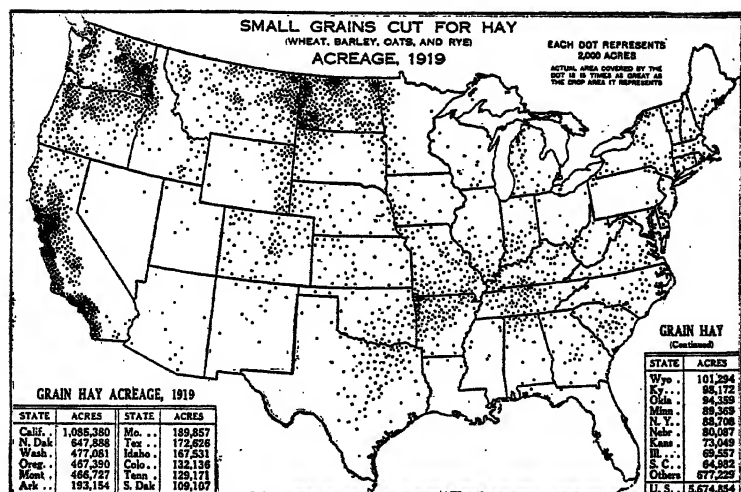 SMALL GRAINS CUT FOR HAY
(WHEAT, BARLEY, OATS, AND RYE)
ACREAGE, 1919
EACH DOT REPRESENTS
2,000 ACRES
ACTUAL AREA COVERED BY THE
DOT IS 15 TIMES AS GREAT AS
THE CROP AREA IT REPRESENTS
GRAIN HAY ACREAGE, 1919
STATE ACRES STATE ACRES
Calif. . 1,085,380 Mo. . . 189,857
N. Dak 647,888 Tex . . 172,626
Wash . 477,081 Idaho . 167,531
Oreg. . 467,390 Colo. . 132,136
Mont . 466,727 Tenn . 129,171
Ark . . 193,154 S. Dak 109,107
GRAIN HAY
(Continued)
STATE ACRES
Wyo . . 101,294
Ky. . . 98,172
Okla . 94,359
Minn . 89,369
N. Y. . 88,708
Nebr . 80,087
Kans . 73,049
Ill. . . 69,557
S. C. . 64,982
Others 677,229
U. S. . 5,674,854